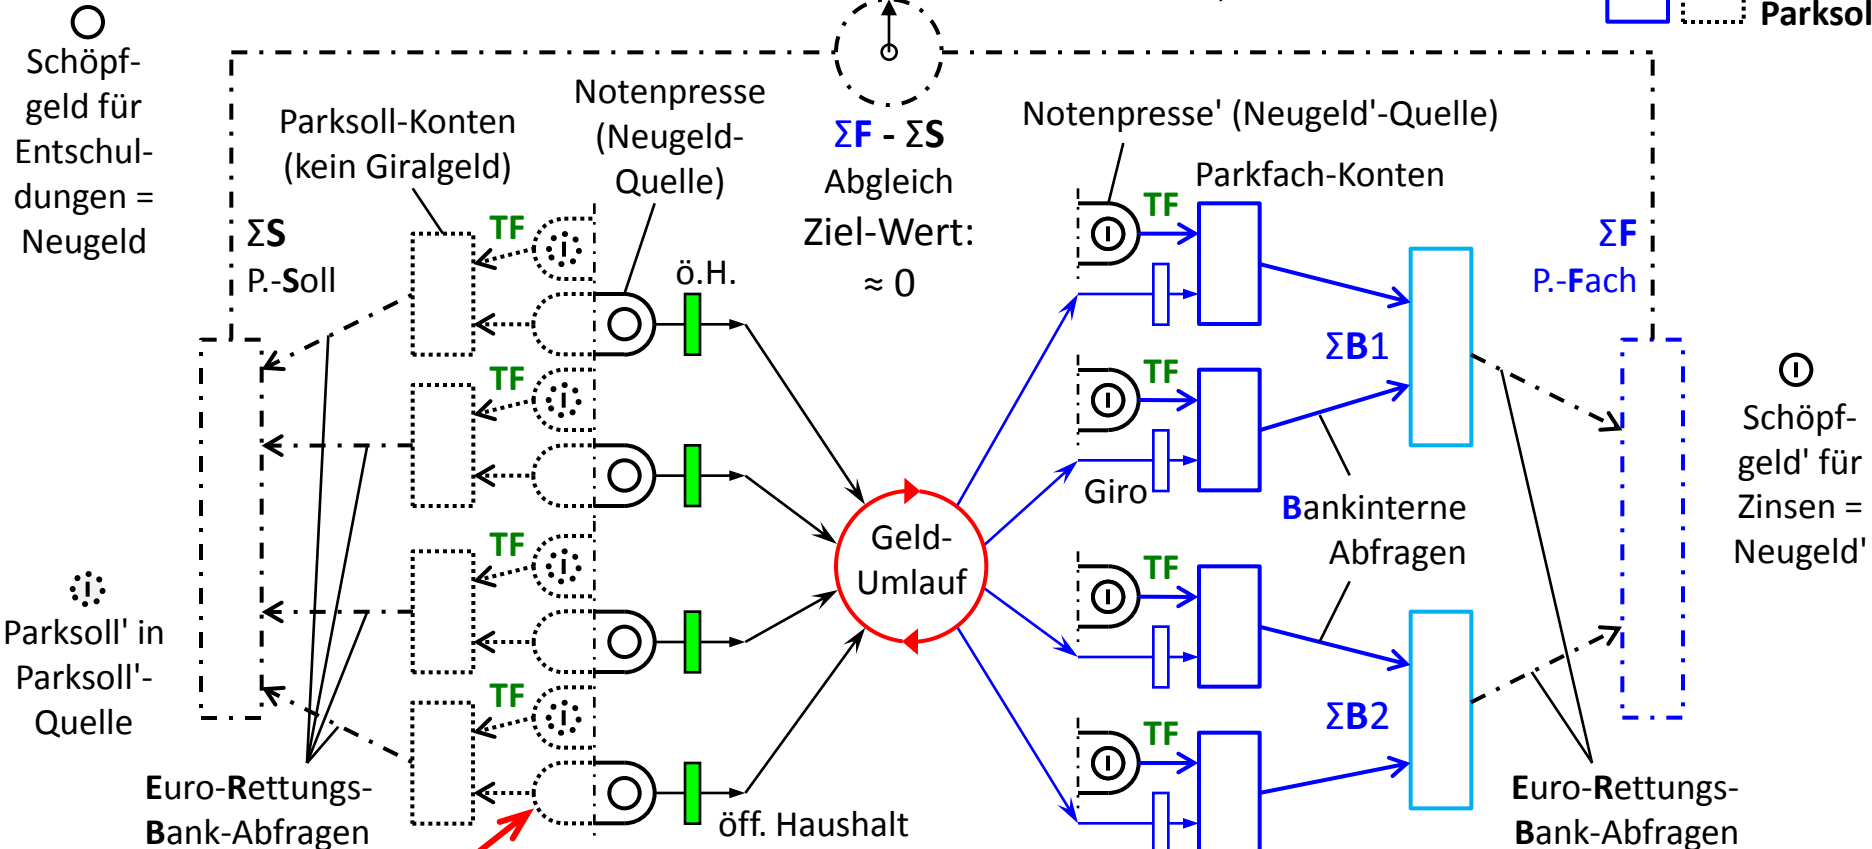 Schöpf-
geld für
Entschul-
dungen =
Neugeld
Parksoll-Konten
(kein Giralgeld)
Notenpresse
(Neugeld-
Quelle)
ΣF - ΣS
Abgleich
Ziel-Wert:
≈ 0
Notenpresse' (Neugeld'-Quelle)
Parkfach-Konten
Parksol
ΣS
P.-Soll
TF
TF
TF
TF
ö.H.
öff. Haushalt
Geld-
Umlauf
TF
TF
TF
TF
Giro
ΣB1
ΣB2
Bankinterne
Abfragen
ΣF
P.-Fach
Schöpf-
geld' für
Zinsen =
Neugeld'
Parksoll' in
Parksoll'-
Quelle
Euro-Rettungs-
Bank-Abfragen
Euro-Rettungs-
Bank-Abfragen